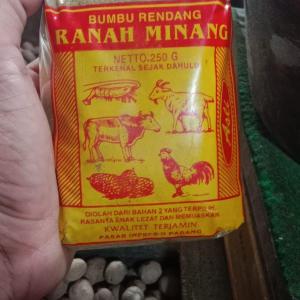 BUMBU RENDANG
RANAH MINANG
NETTO.250 G
TERKENAL SEJAK DAHULU
Asli
DIOLAH DARI BAHAN 2 YANG TERPILIH
RASANYA ENAK LEZAT DAN MEMUASKAN
KWALITET TERJAMIN
PASAR INPRES II PADANG